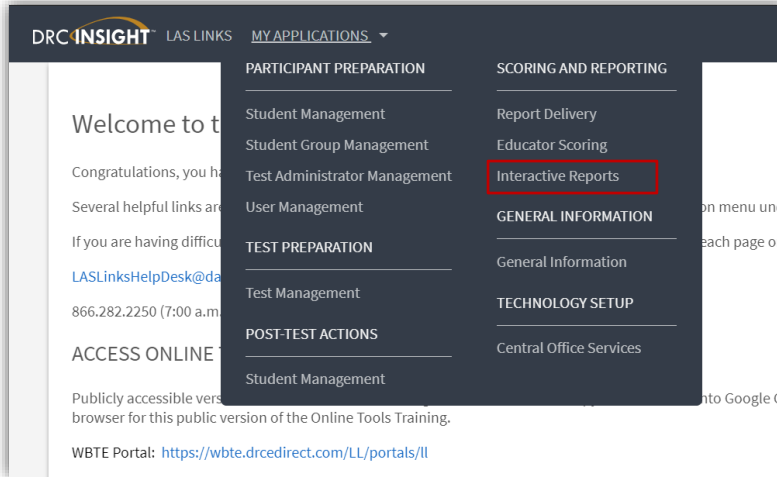 DRC INSIGHT™ LAS LINKS MY APPLICATIONS
PARTICIPANT PREPARATION
Student Management
Student Group Management
Test Administrator Management
User Management
TEST PREPARATION
Test Management
POST-TEST ACTIONS
Student Management
SCORING AND REPORTING
Report Delivery
Educator Scoring
Interactive Reports
GENERAL INFORMATION
General Information
TECHNOLOGY SETUP
Central Office Services
Welcome to t
Congratulations, you ha
Several helpful links are on menu un
If you are having difficu each page o
LASLinksHelpDesk@da
866.282.2250 (7:00 a.m.
ACCESS ONLINE
Publicly accessible vers nto Google
browser for this public version of the Online Tools Training.
WBTE Portal: https://wbte.drcedirect.com/LL/portals/ll